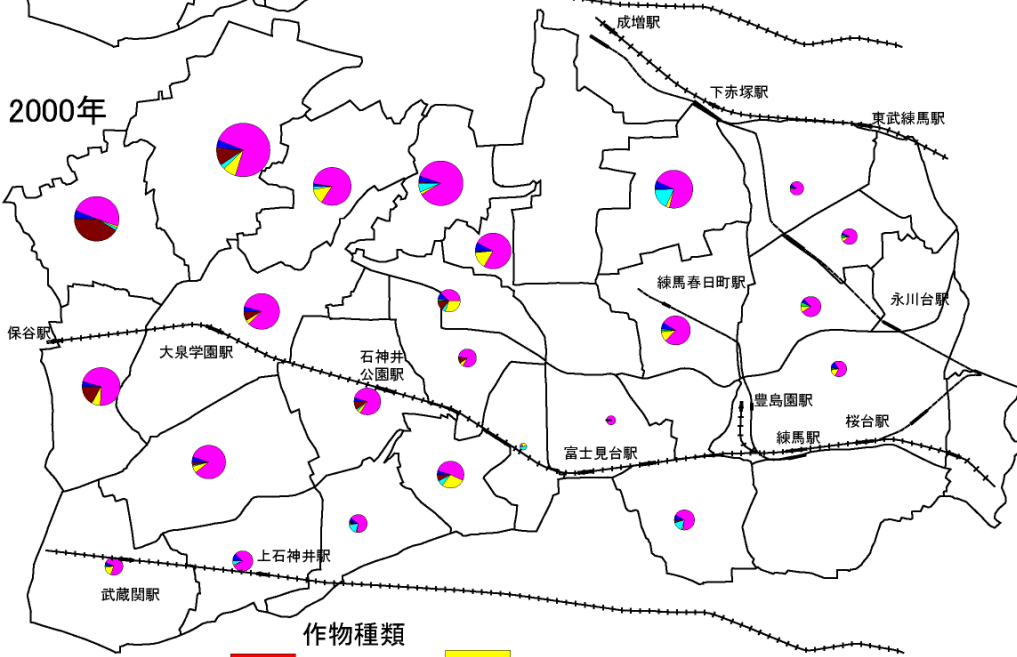 成増駅
下赤塚駅
2000年
東武練馬駅
練馬春日町駅
氷川台駅
保谷駅
大泉学園駅
石神井
公園駅
豊島園駅
桜台駅
練馬駅
富士見台駅
上石神井駅
武蔵関駅
作物種類